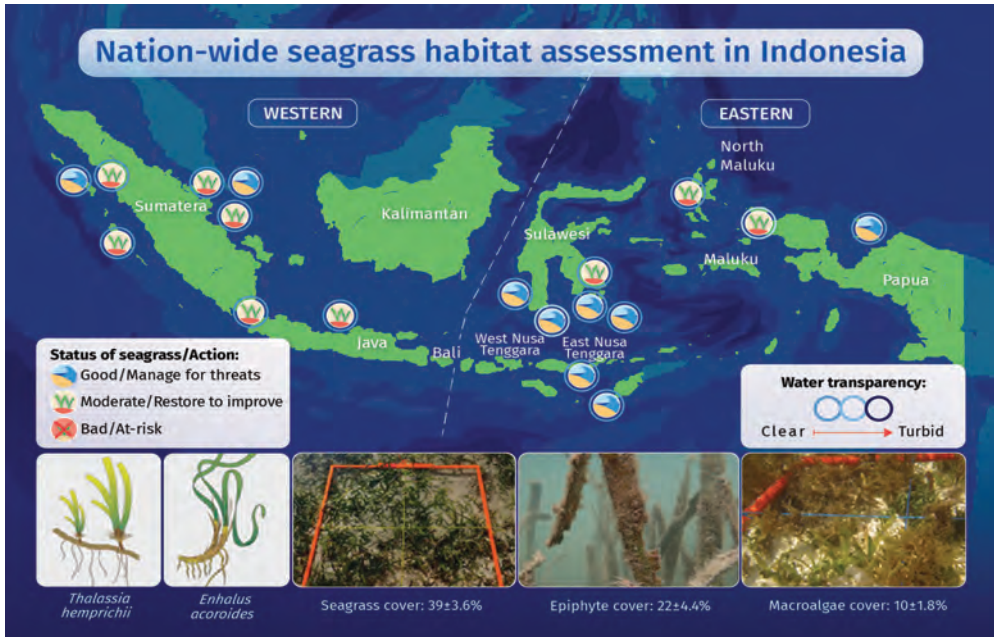 Nation-wide seagrass habitat assessment in Indonesia
WESTERN
EASTERN
North
Maluku
Sumatera
Kalimantan
Sulawesi
Maluku
Papua
West Nusa
Tenggara
East Nusa
Tenggara
Java
Bali
Status of seagrass/Action:
Good/Manage for threats
Moderate/Restore to improve
Bad/At-risk
Water transparency:
Clear
Turbid
Thalassia
hemprichii
Enhalus
acoroides
Seagrass cover: 39±3.6%
Epiphyte cover: 22±4.4%
Macroalgae cover: 10±1.8%